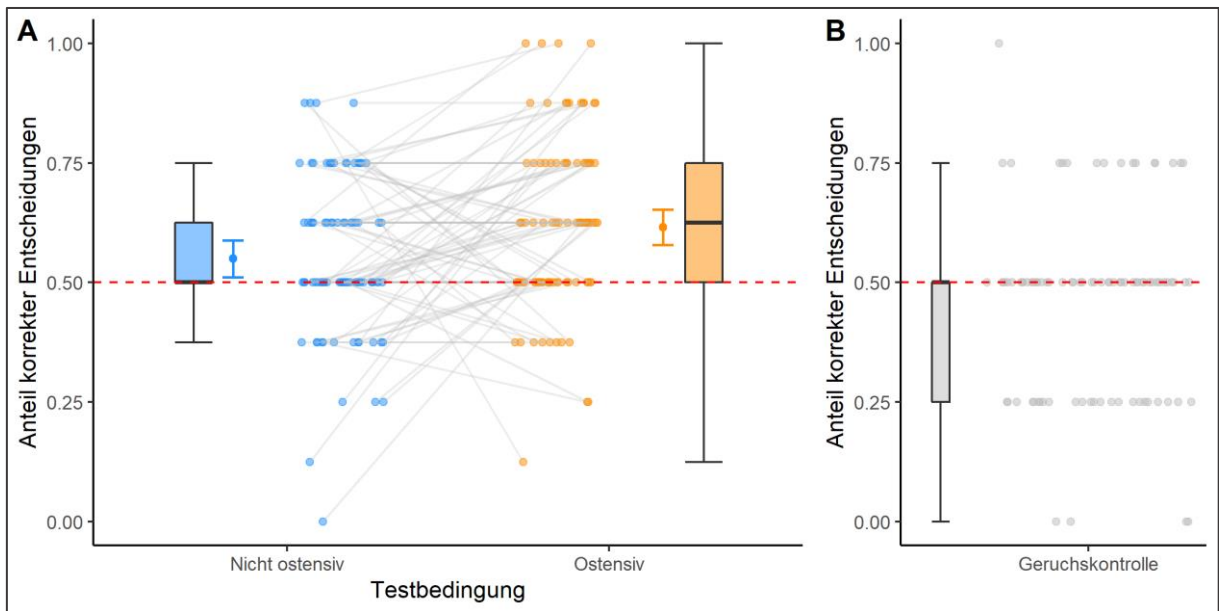 A
Anteil korrekter Entscheidungen
1.00
0.75
0.50
0.25
0.00
Nicht ostensiv
Ostensiv
Testbedingung
B
Anteil korrekter Entscheidungen
1.00
0.75
0.50
0.25
0.00
Geruchskontrolle